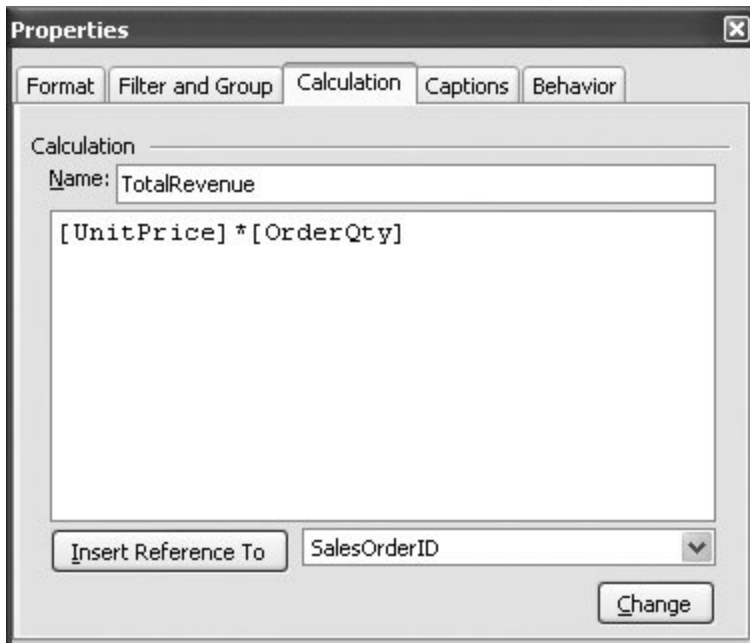 Properties
Format Filter and Group Calculation Captions Behavior
Calculation
Name: TotalRevenue
[UnitPrice]*[OrderQty]
Insert Reference To SalesOrderID
Change